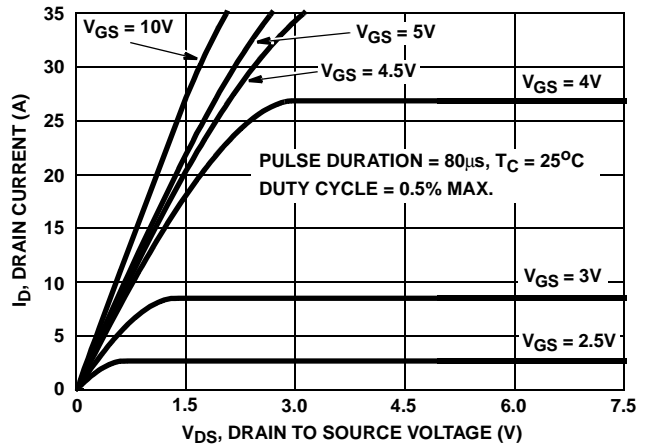 35
30
25
20
15
10
5
0
I_D, DRAIN CURRENT (A)
V_GS = 10V
V_GS = 5V
V_GS = 4.5V
V_GS = 4V
PULSE DURATION = 80µs, T_C = 25°C
DUTY CYCLE = 0.5% MAX.
V_GS = 3V
V_GS = 2.5V
0 1.5 3.0 4.5 6.0 7.5
V_DS, DRAIN TO SOURCE VOLTAGE (V)